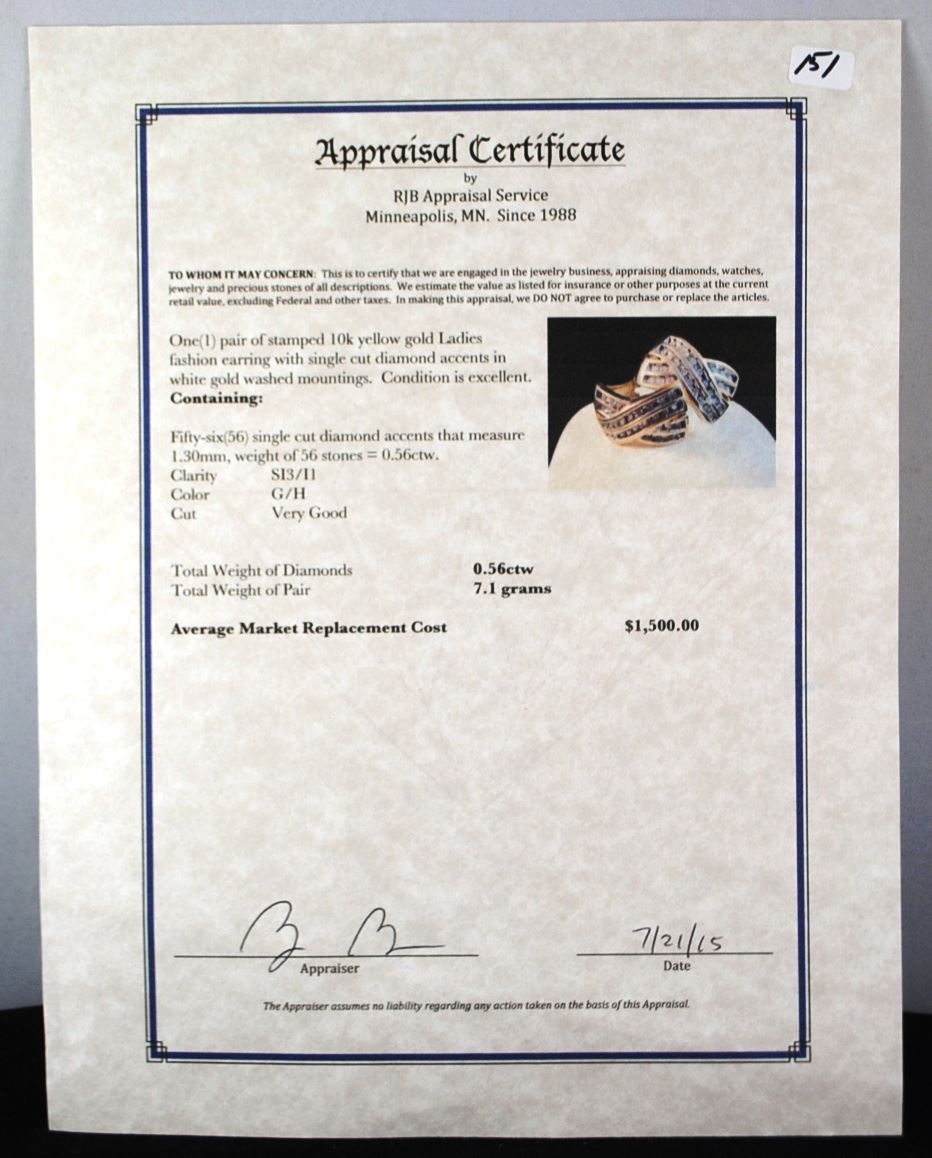 151
Appraisal Certificate
by
RJB Appraisal Service
Minneapolis, MN. Since 1988
TO WHOM IT MAY CONCERN: This is to certify that we are engaged in the jewelry business, appraising diamonds, watches,
jewelry and precious stones of all descriptions. We estimate the value as listed for insurance or other purposes at the current
retail value, excluding Federal and other taxes. In making this appraisal, we DO NOT agree to purchase or replace the articles.
One(1) pair of stamped 10k yellow gold Ladies
fashion earring with single cut diamond accents in
white gold washed mountings. Condition is excellent.
Containing:
Fifty-six(56) single cut diamond accents that measure
1.30mm, weight of 56 stones = 0.56ctw.
Clarity SI3/I1
Color G/H
Cut Very Good
Total Weight of Diamonds 0.56ctw
Total Weight of Pair 7.1 grams
Average Market Replacement Cost $1,500.00
7/21/15
Appraiser Date
The Appraiser assumes no liability regarding any action taken on the basis of this Appraisal.